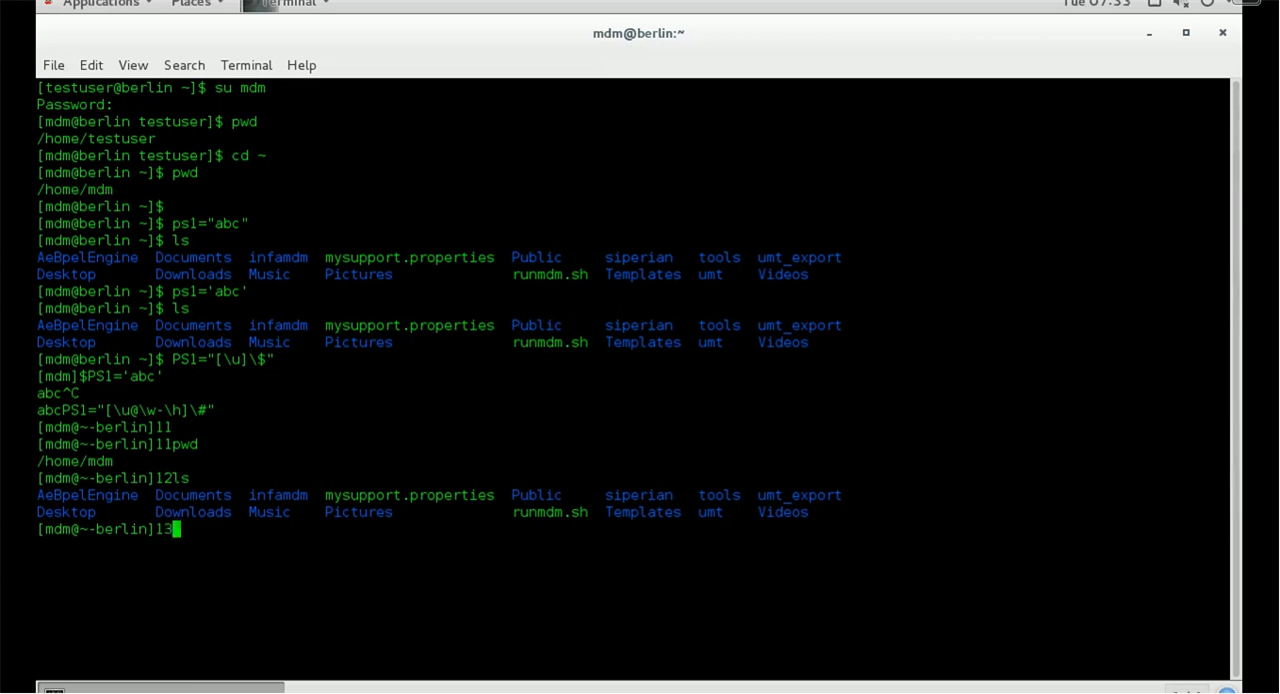 Applications Places Terminal Tue 07:33
mdm@berlin:~
File Edit View Search Terminal Help
[testuser@berlin ~]$ su mdm
Password:
[mdm@berlin testuser]$ pwd
/home/testuser
[mdm@berlin testuser]$ cd ~
[mdm@berlin ~]$ pwd
/home/mdm
[mdm@berlin ~]$
[mdm@berlin ~]$ ps1="abc"
[mdm@berlin ~]$ ls
AeBpelEngine Documents infamdm mysupport.properties Public siperian tools umt_export
Desktop Downloads Music Pictures runmdm.sh Templates umt Videos
[mdm@berlin ~]$ ps1='abc'
[mdm@berlin ~]$ ls
AeBpelEngine Documents infamdm mysupport.properties Public siperian tools umt_export
Desktop Downloads Music Pictures runmdm.sh Templates umt Videos
[mdm@berlin ~]$ PS1="[\u]\$"
[mdm]$PS1='abc'
abc^C
abcPS1="[\u@\w-\h]\#"
[mdm@~-berlin]11
[mdm@~-berlin]11pwd
/home/mdm
[mdm@~-berlin]12ls
AeBpelEngine Documents infamdm mysupport.properties Public siperian tools umt_export
Desktop Downloads Music Pictures runmdm.sh Templates umt Videos
[mdm@~-berlin]13